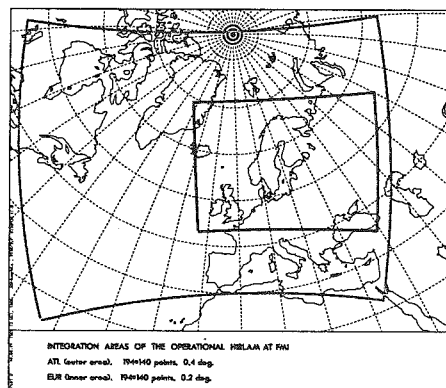 INTEGRATION AREAS OF THE OPERATIONAL HIRLAM AT FMI
ATL (outer area), 194*140 points, 0.4 deg.
EUR (inner area), 194*140 points, 0.2 deg.